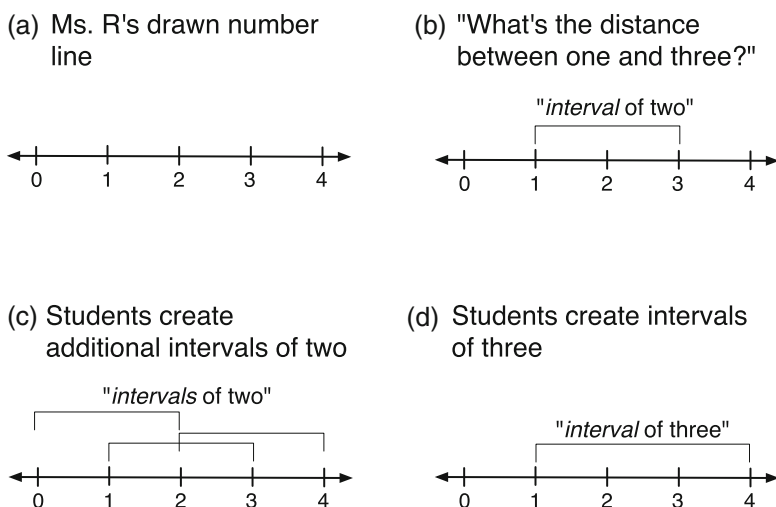 (a) Ms. R's drawn number
line
0 1 2 3 4
(b) "What's the distance
between one and three?"
"interval of two"
0 1 2 3 4
(c) Students create
additional intervals of two
"intervals of two"
0 1 2 3 4
(d) Students create intervals
of three
"interval of three"
0 1 2 3 4